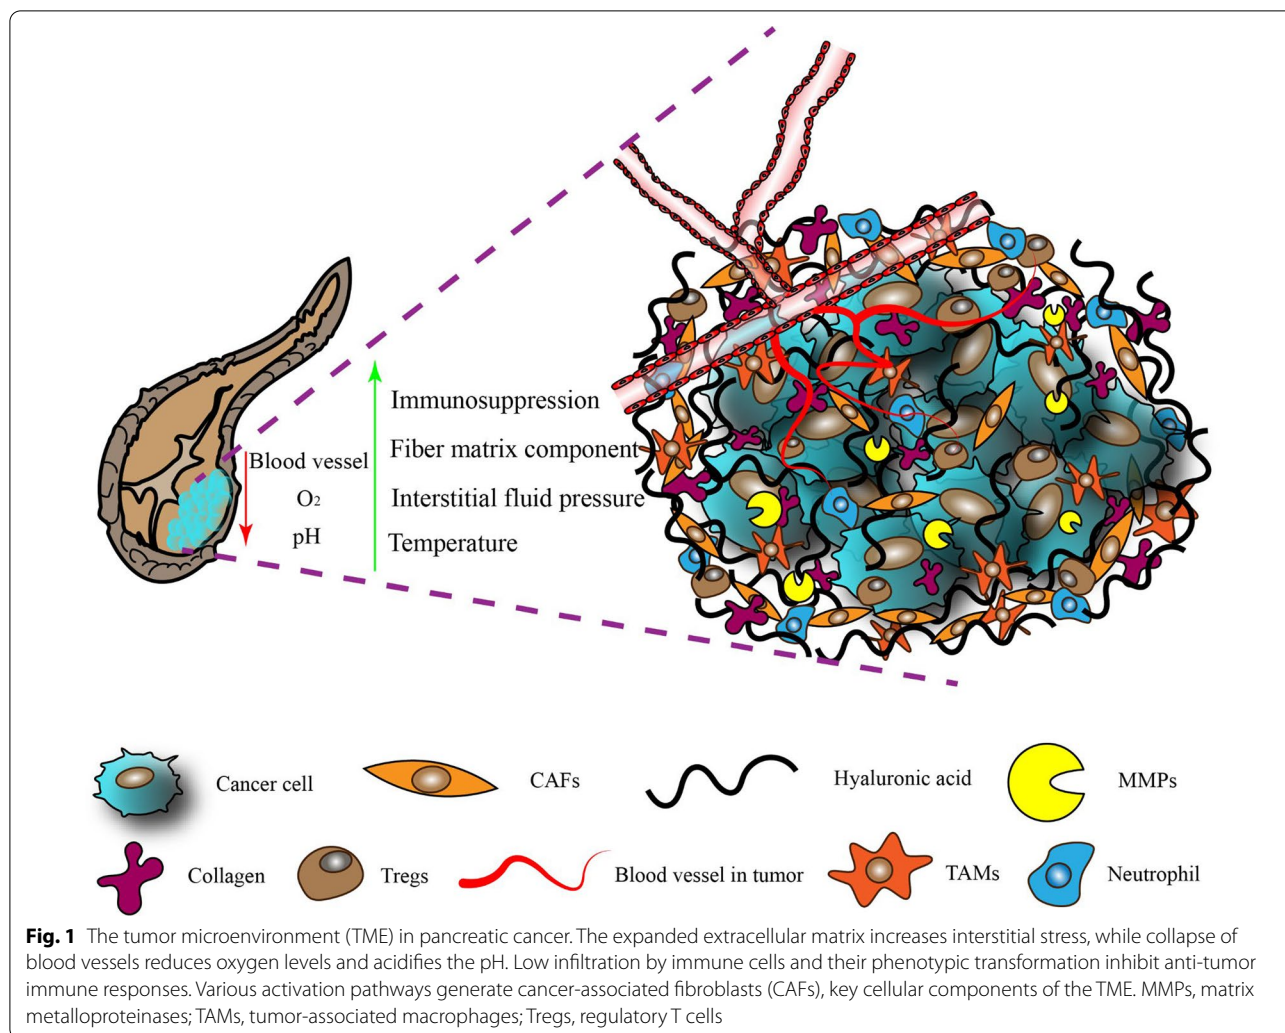 Immunosuppression
Fiber matrix component
Interstitial fluid pressure
Temperature
Blood vessel
O2
pH
Cancer cell
CAFs
Hyaluronic acid
MMPs
Collagen
Tregs
Blood vessel in tumor
TAMs
Neutrophil
Fig. 1 The tumor microenvironment (TME) in pancreatic cancer. The expanded extracellular matrix increases interstitial stress, while collapse of
blood vessels reduces oxygen levels and acidifies the pH. Low infiltration by immune cells and their phenotypic transformation inhibit anti-tumor
immune responses. Various activation pathways generate cancer-associated fibroblasts (CAFs), key cellular components of the TME. MMPs, matrix
metalloproteinases; TAMs, tumor-associated macrophages; Tregs, regulatory T cells